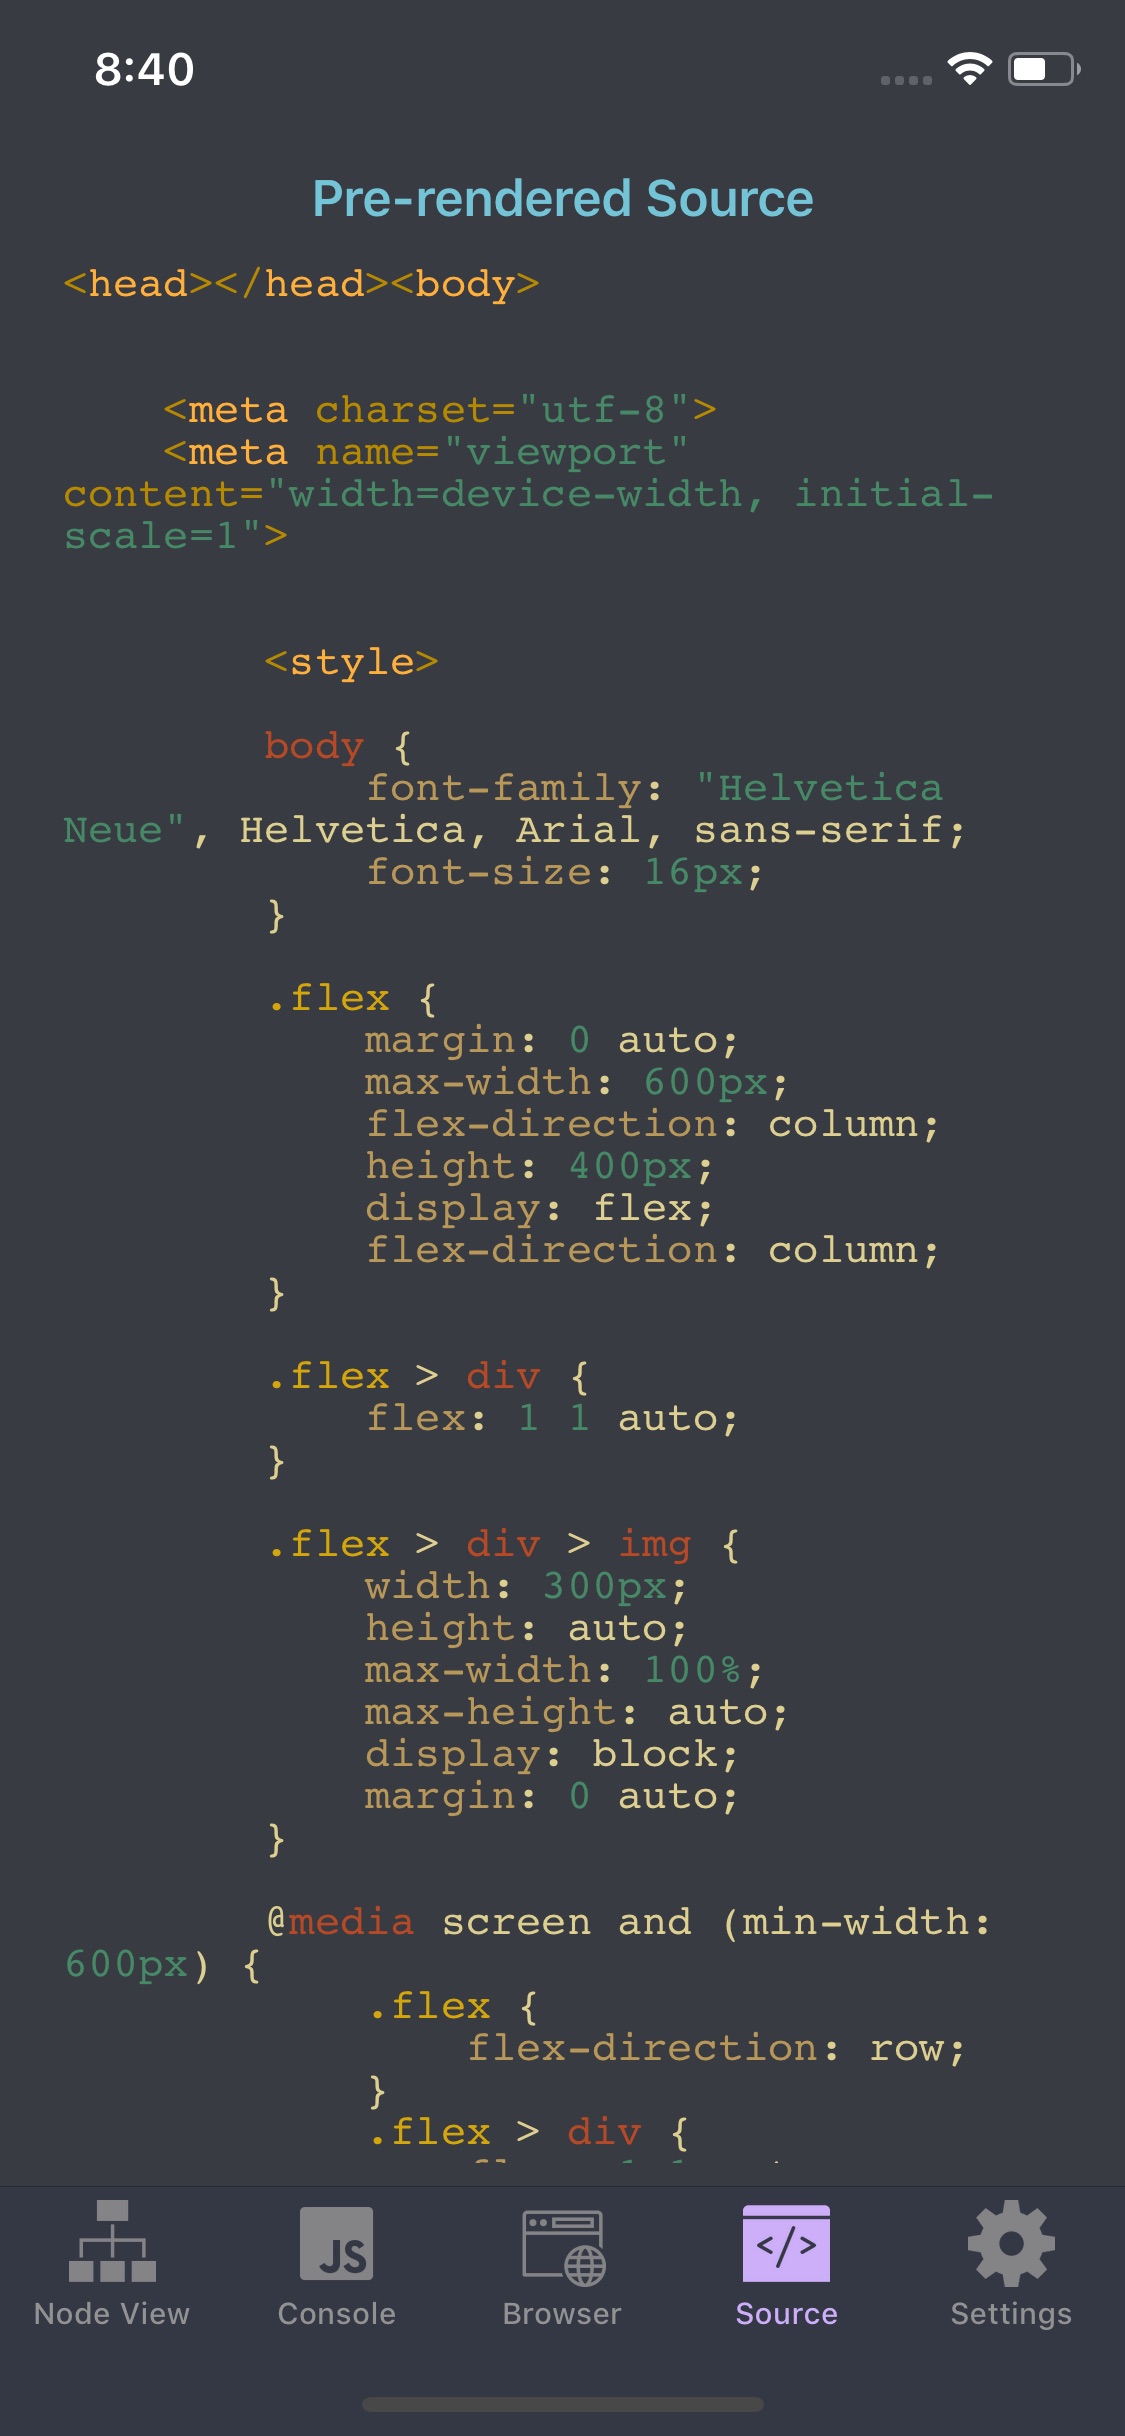 8:40
Pre-rendered Source
<head></head><body>
<meta charset="utf-8">
<meta name="viewport"
content="width=device-width, initial-
scale=1">
<style>
body {
font-family: "Helvetica
Neue", Helvetica, Arial, sans-serif;
font-size: 16px;
}
.flex {
margin: 0 auto;
max-width: 600px;
flex-direction: column;
height: 400px;
display: flex;
flex-direction: column;
}
.flex > div {
flex: 1 1 auto;
}
.flex > div > img {
width: 300px;
height: auto;
max-width: 100%;
max-height: auto;
display: block;
margin: 0 auto;
}
@media screen and (min-width:
600px) {
.flex {
flex-direction: row;
}
.flex > div {
JS
</>
Node View
Console
Browser
Source
Settings